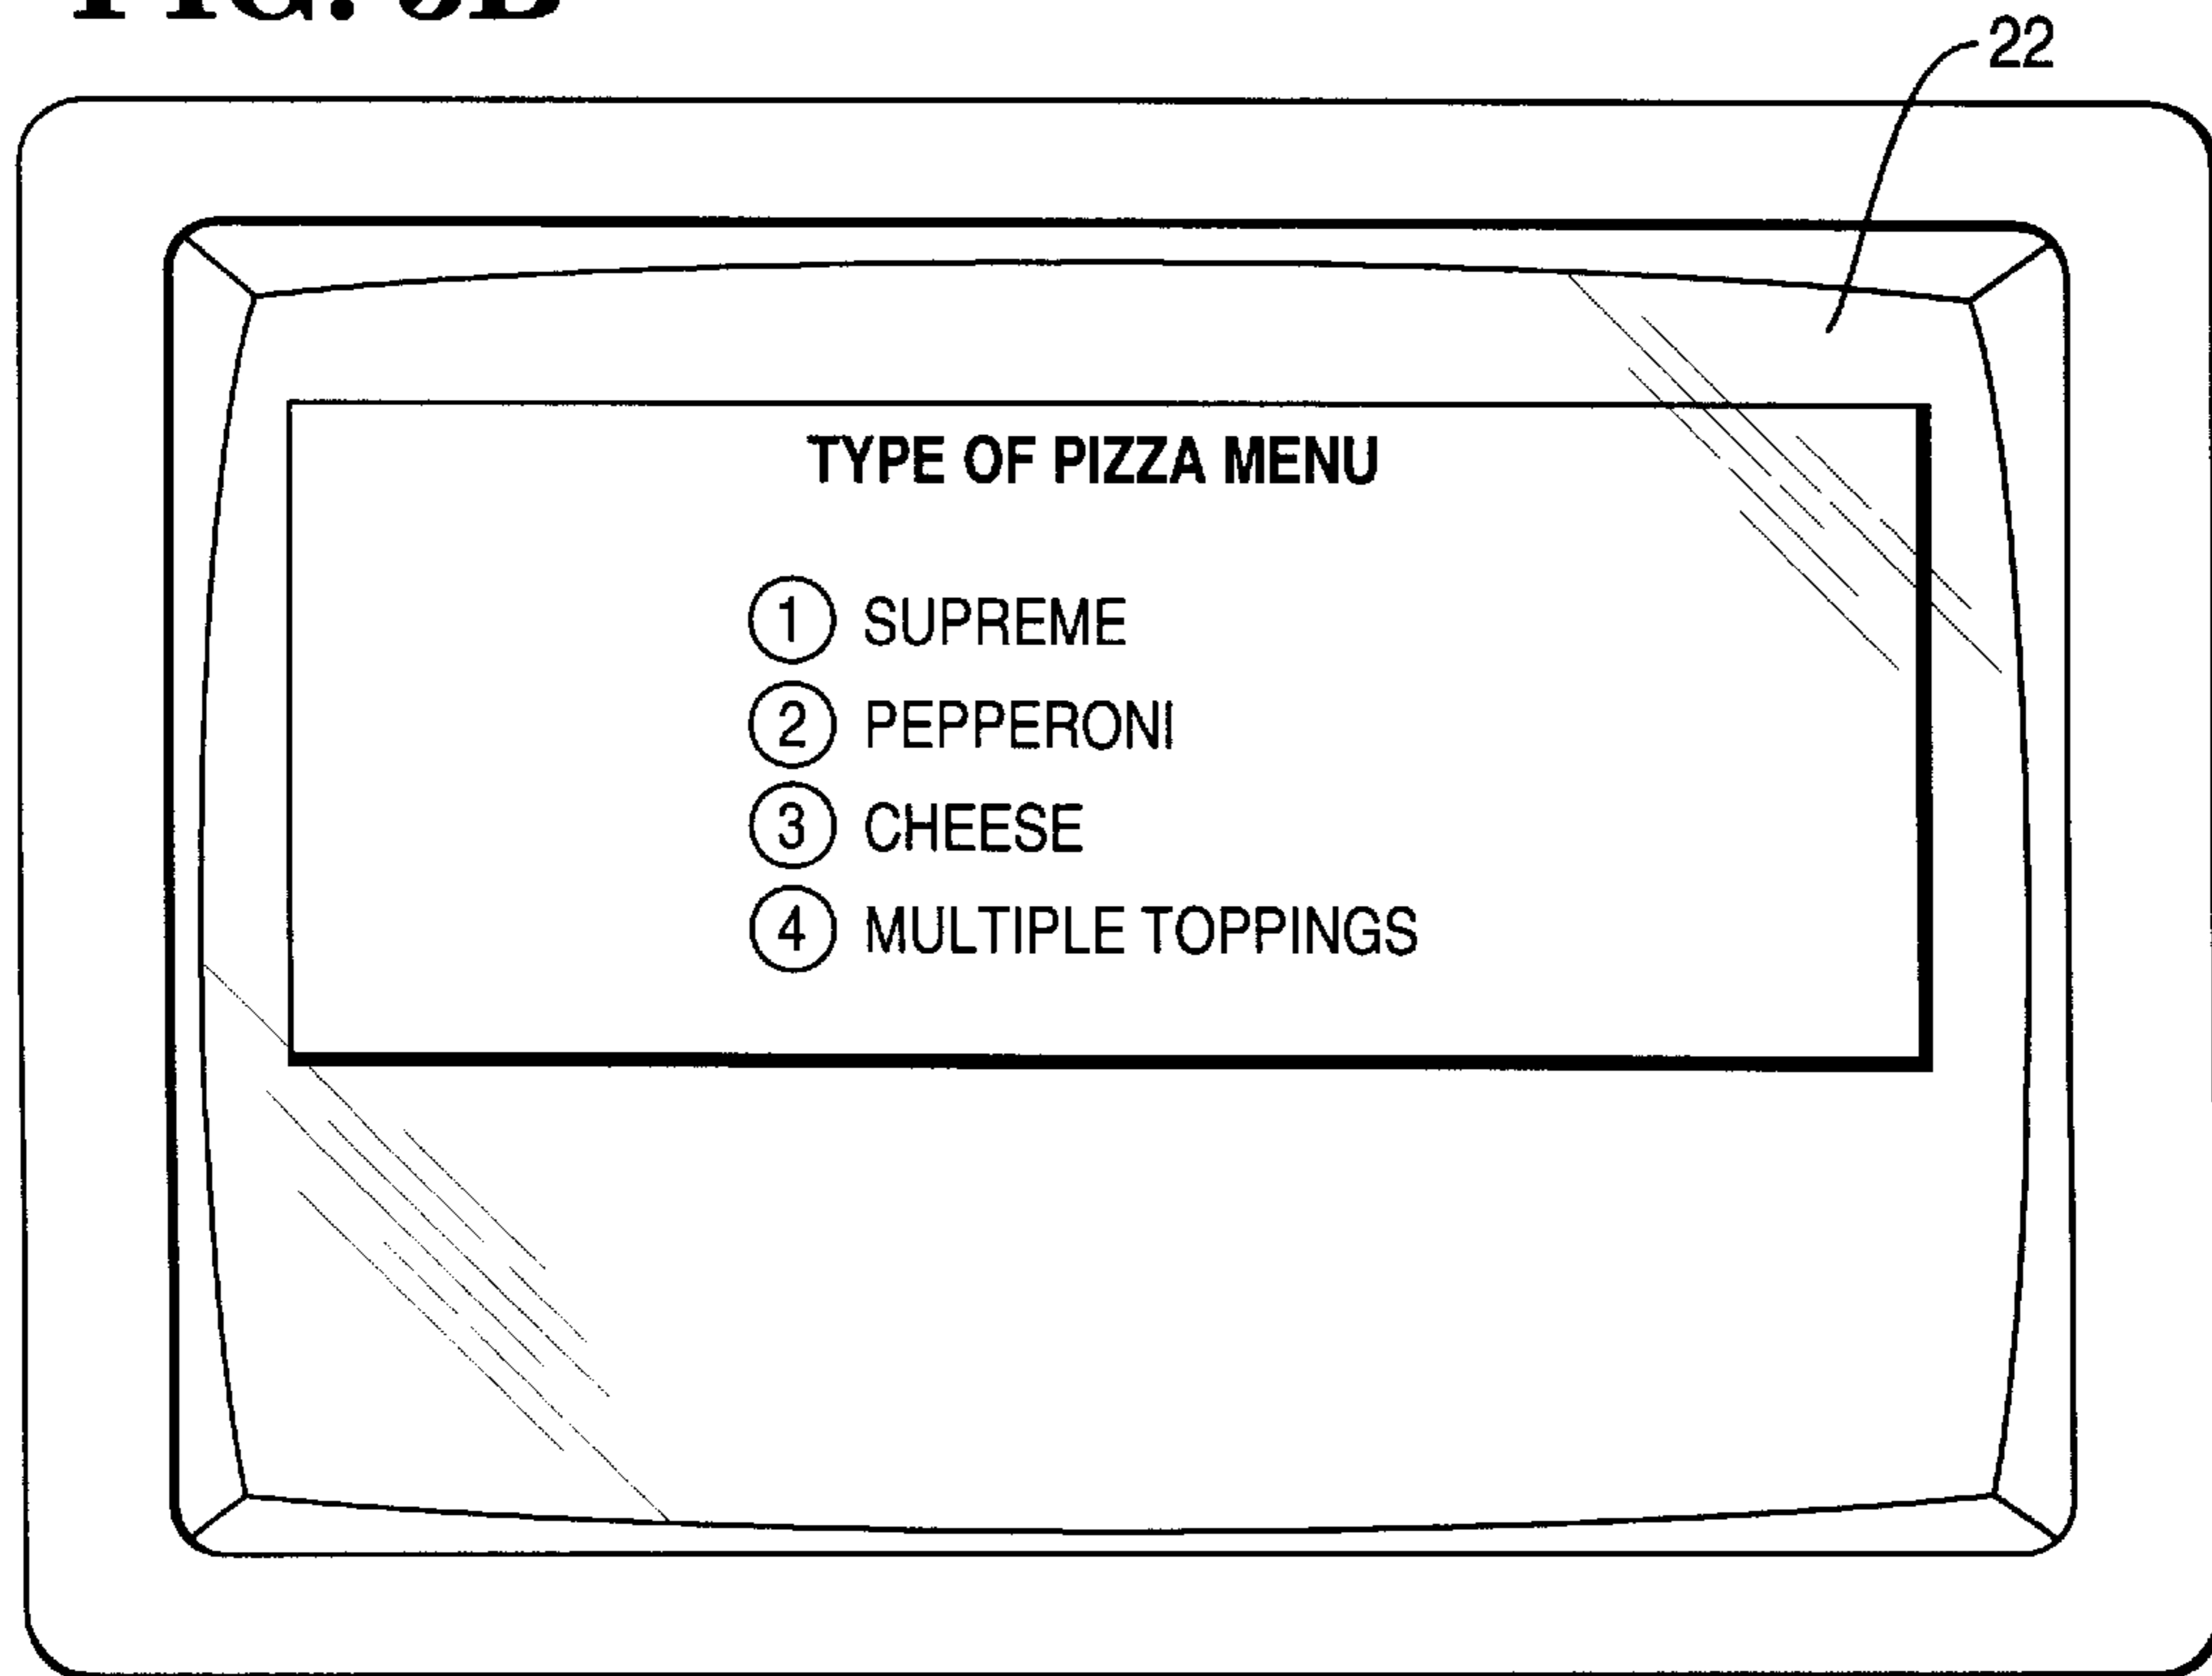 22
TYPE OF PIZZA MENU
1 SUPREME
2 PEPPERONI
3 CHEESE
4 MULTIPLE TOPPINGS